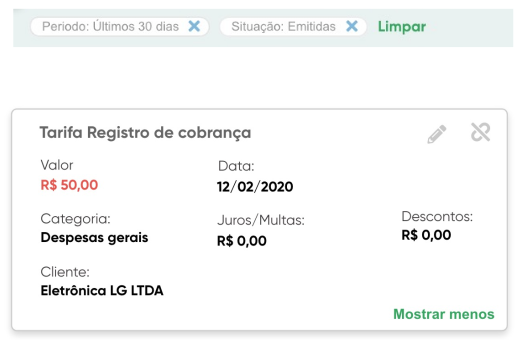 Periodo: Últimos 30 dias
Situação: Emitidas
Limpar
Tarifa Registro de cobrança
Valor
R$ 50,00
Data:
12/02/2020
Categoria:
Despesas gerais
Juros/Multas:
R$ 0,00
Descontos:
R$ 0,00
Cliente:
Eletrônica LG LTDA
Mostrar menos